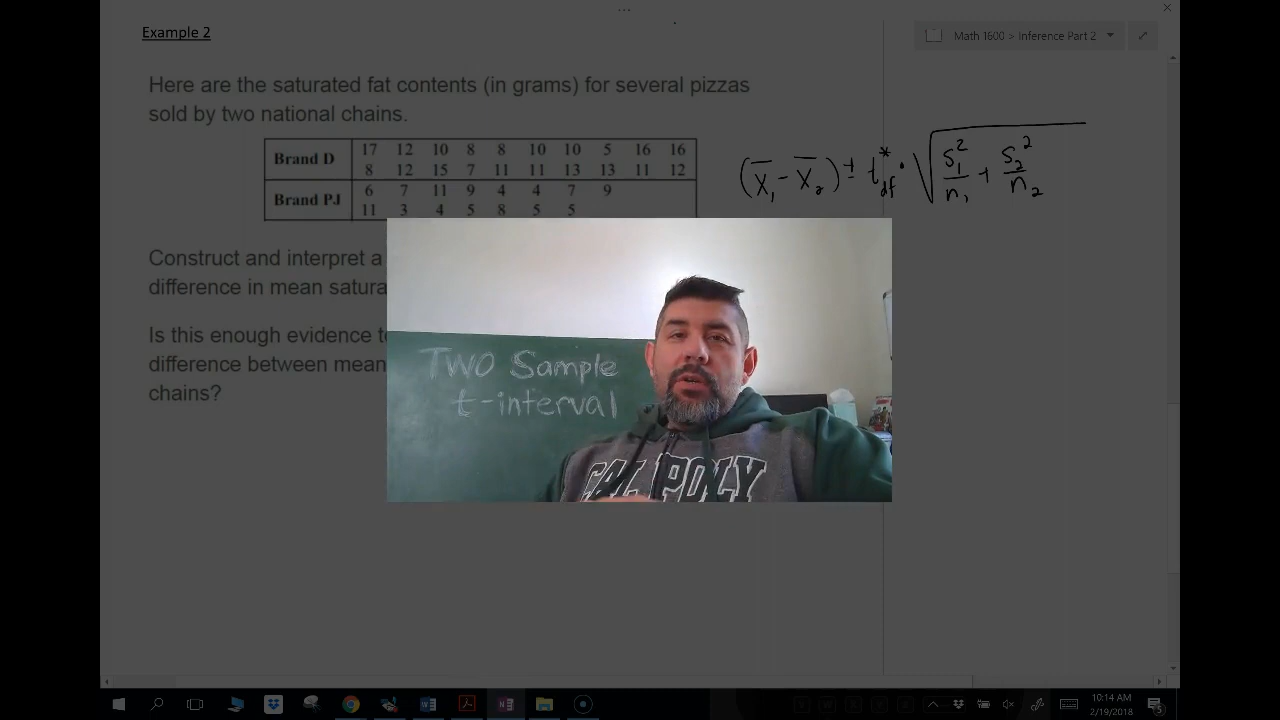 Example 2
Math 1600 > Inference Part 2
Here are the saturated fat contents (in grams) for several pizzas
sold by two national chains.
Brand D 17 12 10 8 8 10 10 5 16 16
8 12 15 7 11 11 13 13 11 12
Brand PJ 6 7 11 9 4 4 7 9
11 3 4 5 8 5 5
(x̄₁ - x̄₂) ± t*df · √(s₁²/n₁ + s₂²/n₂)
Construct and interpret a
difference in mean satura
Is this enough evidence t
difference between mean
chains?
TWO Sample
t-interval
CAL POLY
10:14 AM
2/19/2018